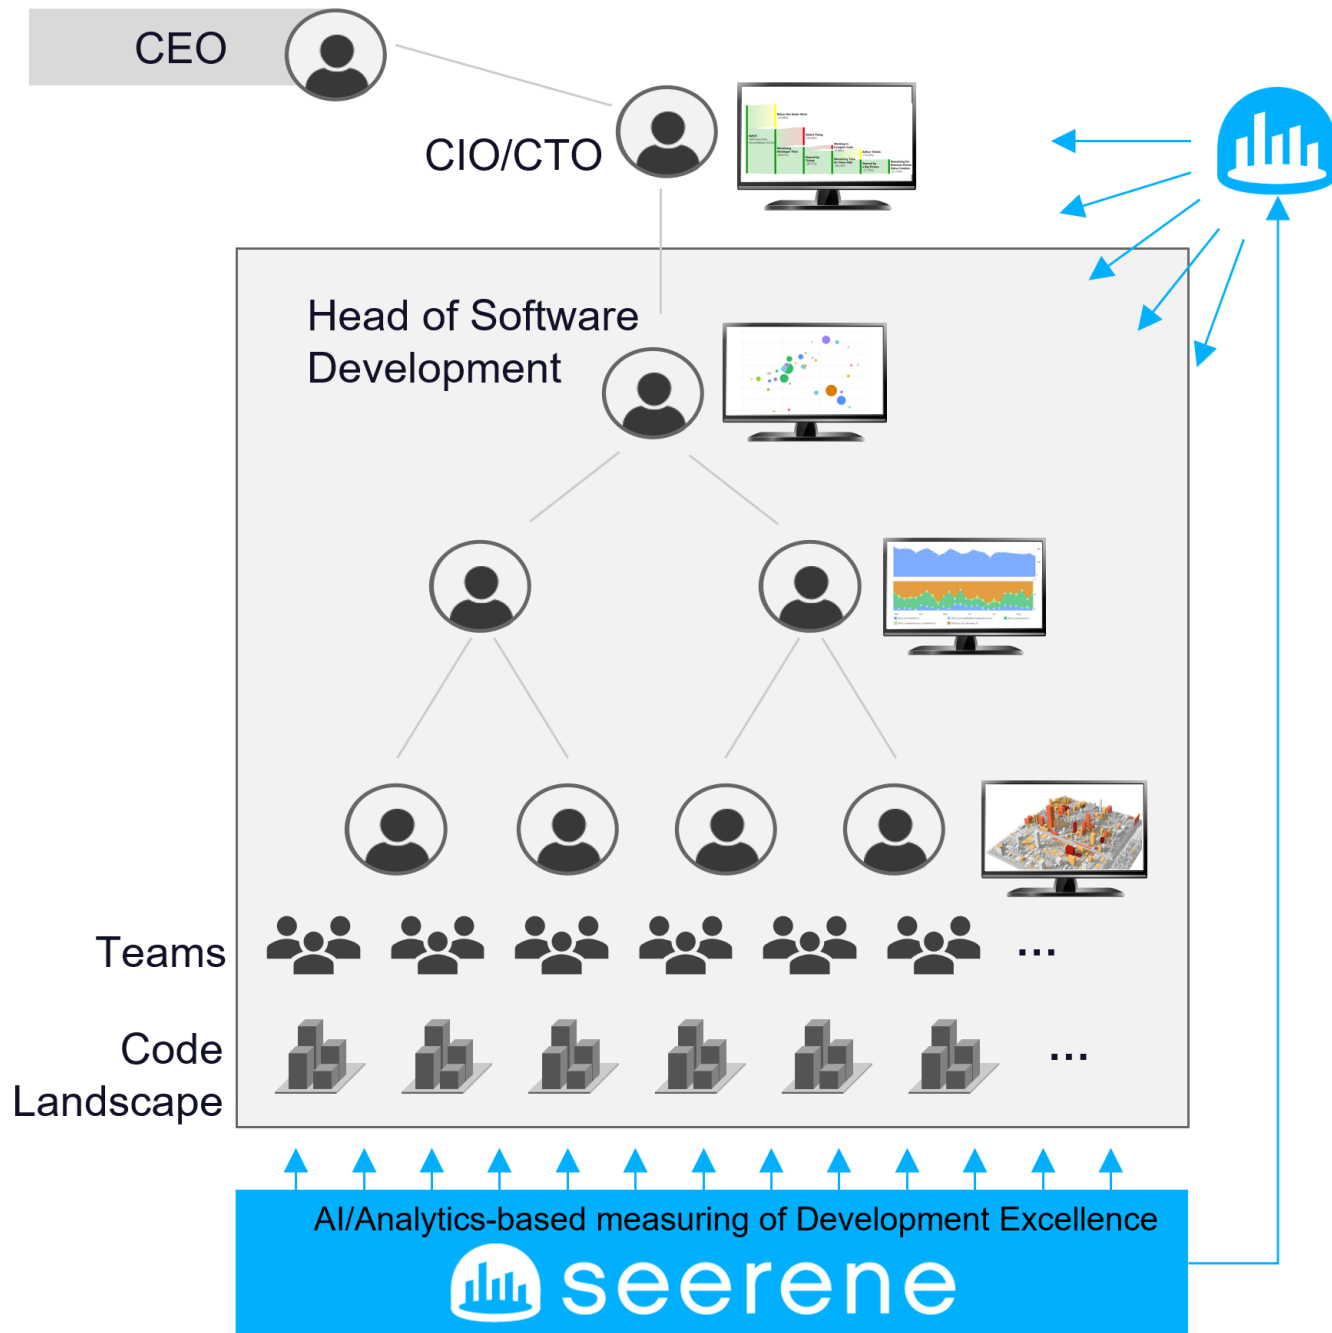 CEO
CIO/CTO
Head of Software
Development
Teams
...
Code
Landscape
...
AI/Analytics-based measuring of Development Excellence
seerene